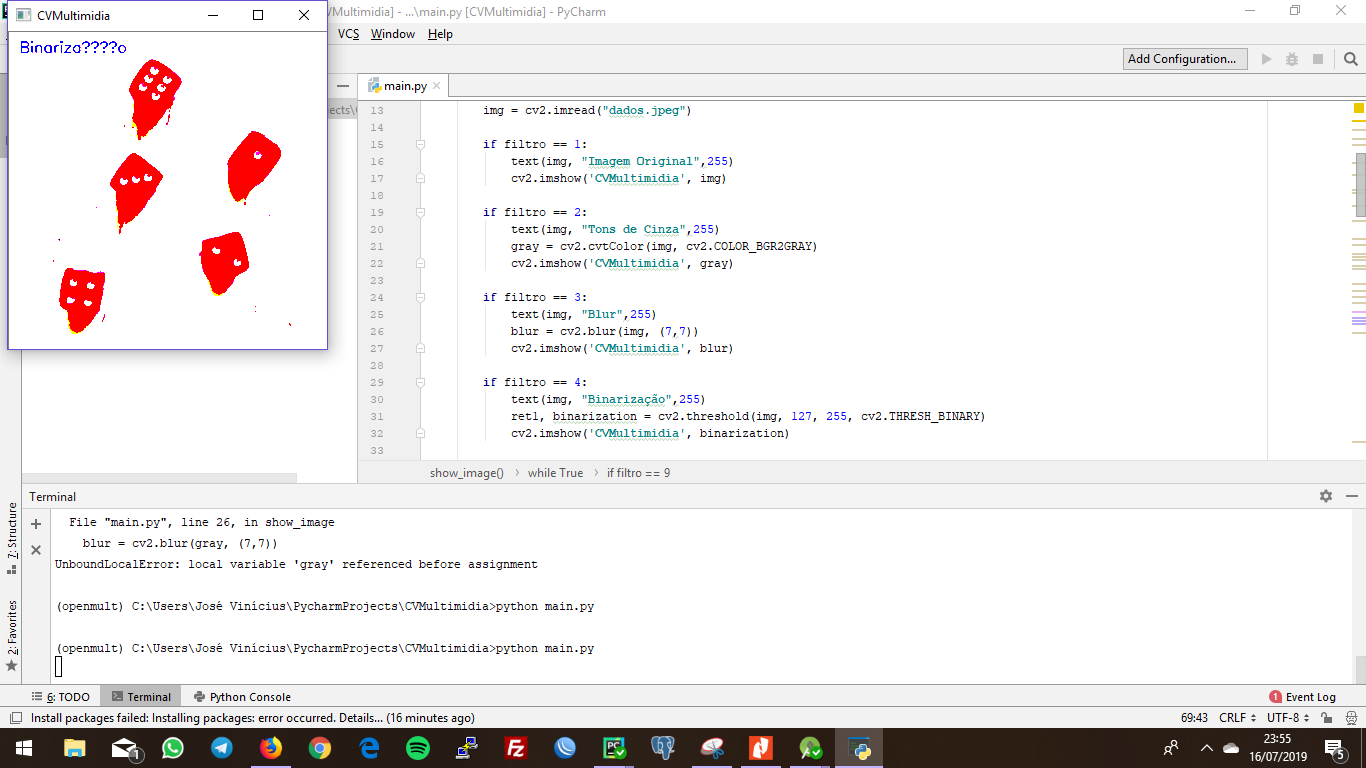 CVMultimidia
VMultimidia] - ...\main.py [CVMultimidia] - PyCharm
VCS Window Help
Binariza????o
Add Configuration...
main.py
ects\
13 img = cv2.imread("dados.jpeg")
14
15 if filtro == 1:
16 text(img, "Imagem Original",255)
17 cv2.imshow('CVMultimidia', img)
18
19 if filtro == 2:
20 text(img, "Tons de Cinza",255)
21 gray = cv2.cvtColor(img, cv2.COLOR_BGR2GRAY)
22 cv2.imshow('CVMultimidia', gray)
23
24 if filtro == 3:
25 text(img, "Blur",255)
26 blur = cv2.blur(img, (7,7))
27 cv2.imshow('CVMultimidia', blur)
28
29 if filtro == 4:
30 text(img, "Binarização",255)
31 ret1, binarization = cv2.threshold(img, 127, 255, cv2.THRESH_BINARY)
32 cv2.imshow('CVMultimidia', binarization)
33
show_image() › while True › if filtro == 9
Terminal
File "main.py", line 26, in show_image
blur = cv2.blur(gray, (7,7))
UnboundLocalError: local variable 'gray' referenced before assignment
(openmult) C:\Users\José Vinícius\PycharmProjects\CVMultimidia>python main.py
(openmult) C:\Users\José Vinícius\PycharmProjects\CVMultimidia>python main.py
7: Structure
2: Favorites
6: TODO Terminal Python Console 1 Event Log
Install packages failed: Installing packages: error occurred. Details... (16 minutes ago) 69:43 CRLF UTF-8
23:55
16/07/2019
1
5